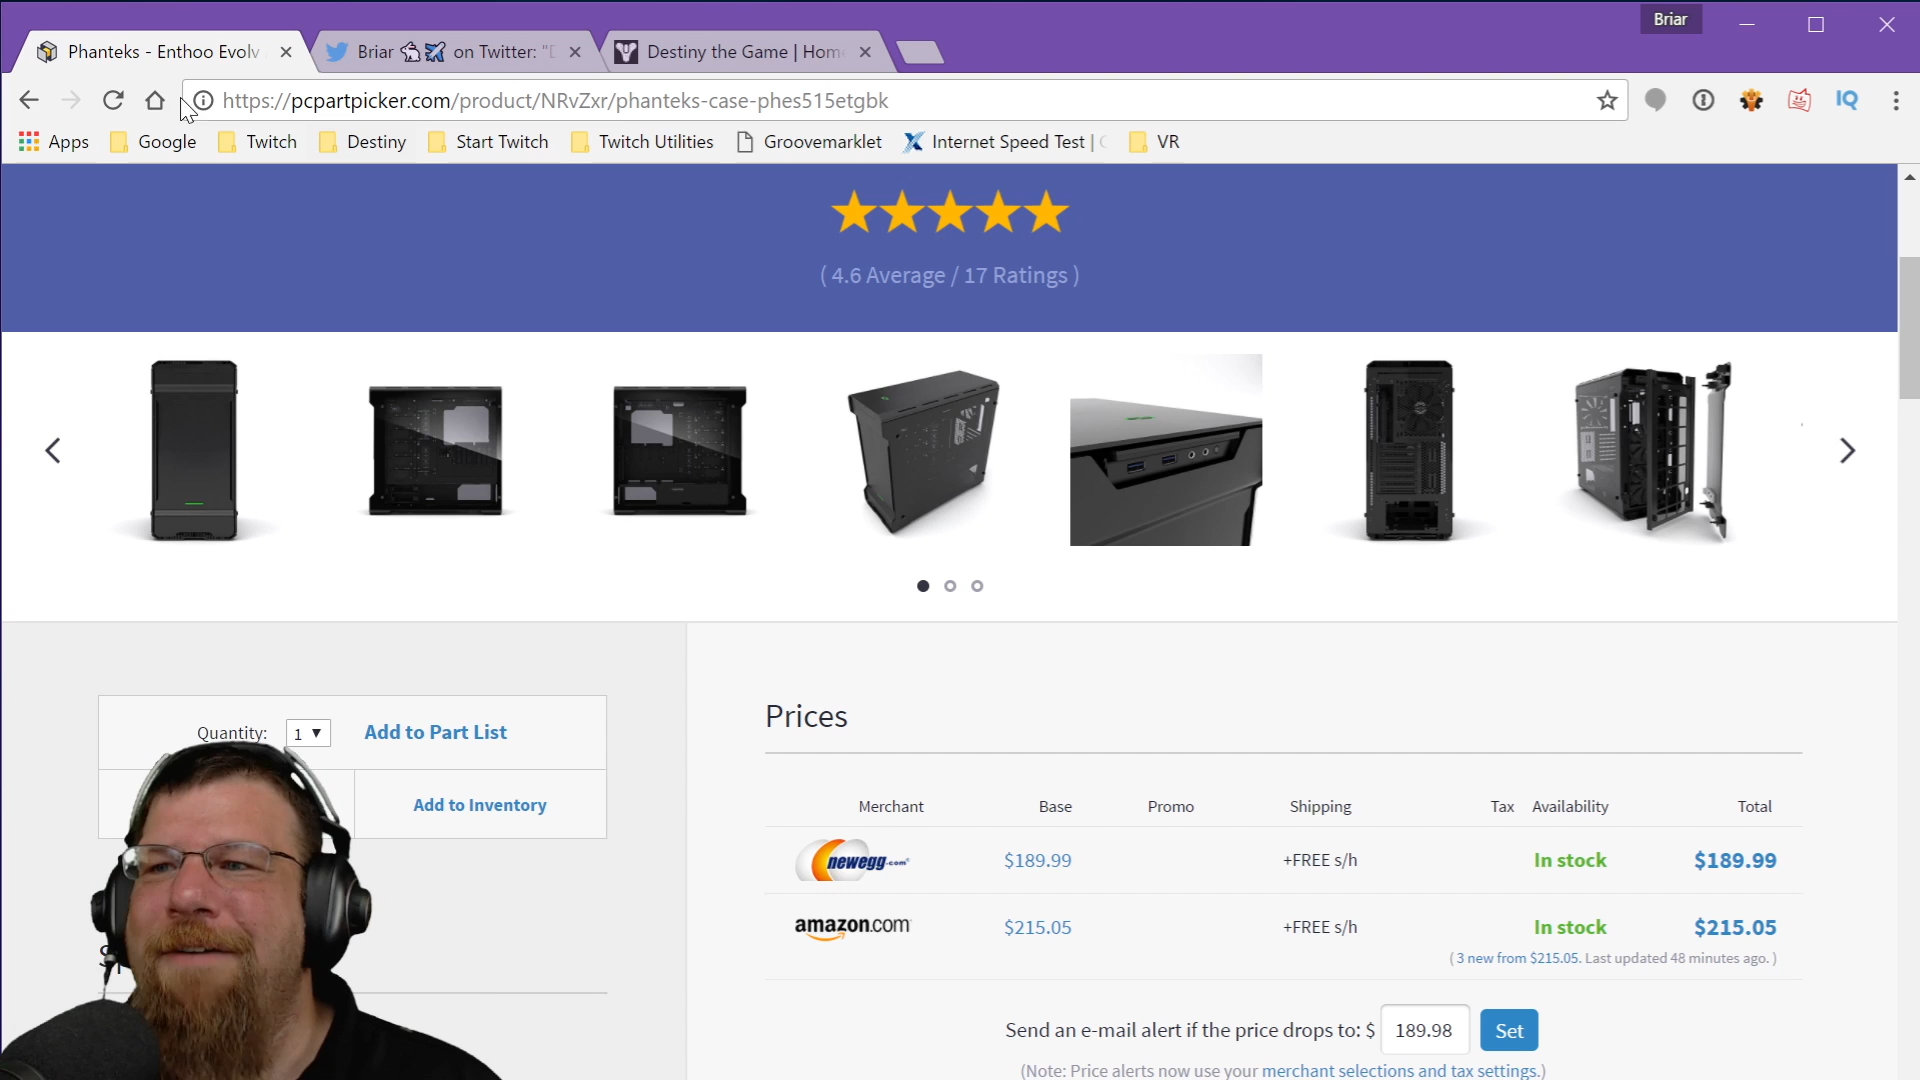 Briar
Phanteks - Enthoo Evolv
Briar on Twitter: "D
Destiny the Game | Home
https://pcpartpicker.com/product/NRvZxr/phanteks-case-phes515etgbk
IQ
Apps Google Twitch Destiny Start Twitch Twitch Utilities Groovemarklet Internet Speed Test | VR
( 4.6 Average / 17 Ratings )
Quantity: 1 Add to Part List
Add to Inventory
Prices
Merchant Base Promo Shipping Tax Availability Total
newegg.com $189.99 +FREE s/h In stock $189.99
amazon.com $215.05 +FREE s/h In stock $215.05
( 3 new from $215.05. Last updated 48 minutes ago. )
Send an e-mail alert if the price drops to: $ 189.98 Set
(Note: Price alerts now use your merchant selections and tax settings.)